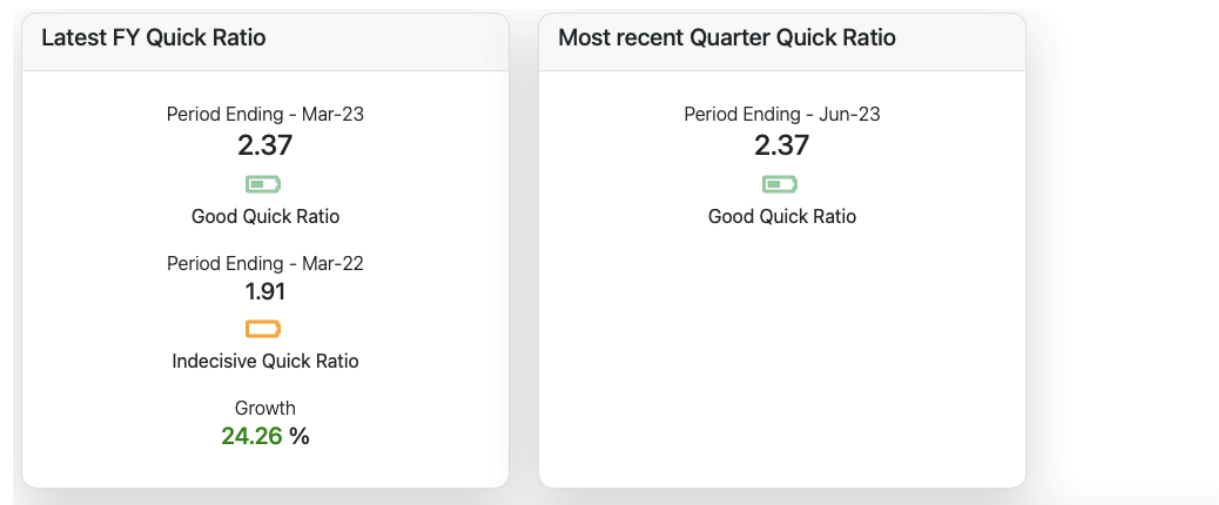 Latest FY Quick Ratio
Period Ending - Mar-23
2.37
Good Quick Ratio
Period Ending - Mar-22
1.91
Indecisive Quick Ratio
Growth
24.26 %
Most recent Quarter Quick Ratio
Period Ending - Jun-23
2.37
Good Quick Ratio